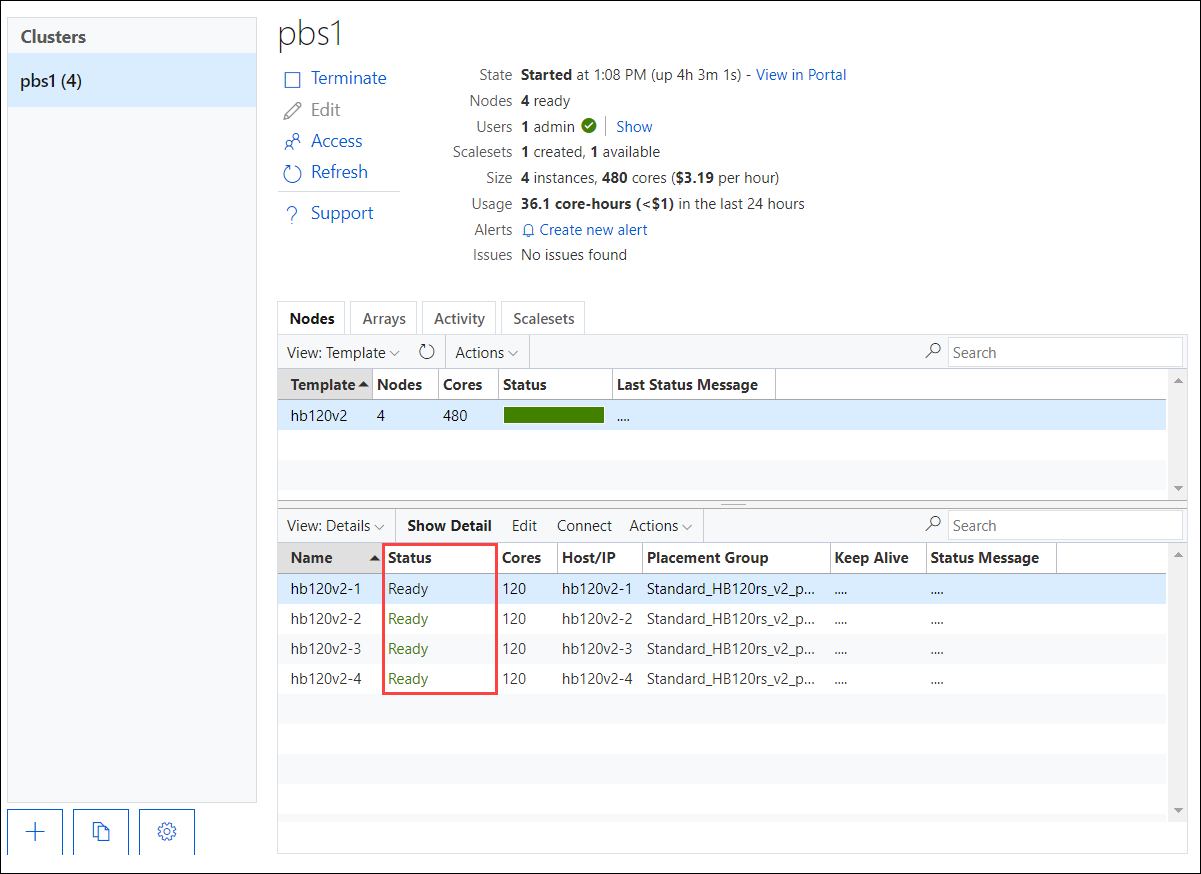 Clusters
pbs1 (4)
pbs1
Terminate
Edit
Access
Refresh
? Support
State Started at 1:08 PM (up 4h 3m 1s) - View in Portal
Nodes 4 ready
Users 1 admin Show
Scalesets 1 created, 1 available
Size 4 instances, 480 cores ($3.19 per hour)
Usage 36.1 core-hours (<$1) in the last 24 hours
Alerts Create new alert
Issues No issues found
Nodes Arrays Activity Scalesets
View: Template Actions Search
Template Nodes Cores Status Last Status Message
hb120v2 4 480 ....
View: Details Show Detail Edit Connect Actions Search
Name Status Cores Host/IP Placement Group Keep Alive Status Message
hb120v2-1 Ready 120 hb120v2-1 Standard_HB120rs_v2_p... .... ....
hb120v2-2 Ready 120 hb120v2-2 Standard_HB120rs_v2_p... .... ....
hb120v2-3 Ready 120 hb120v2-3 Standard_HB120rs_v2_p... .... ....
hb120v2-4 Ready 120 hb120v2-4 Standard_HB120rs_v2_p... .... ....